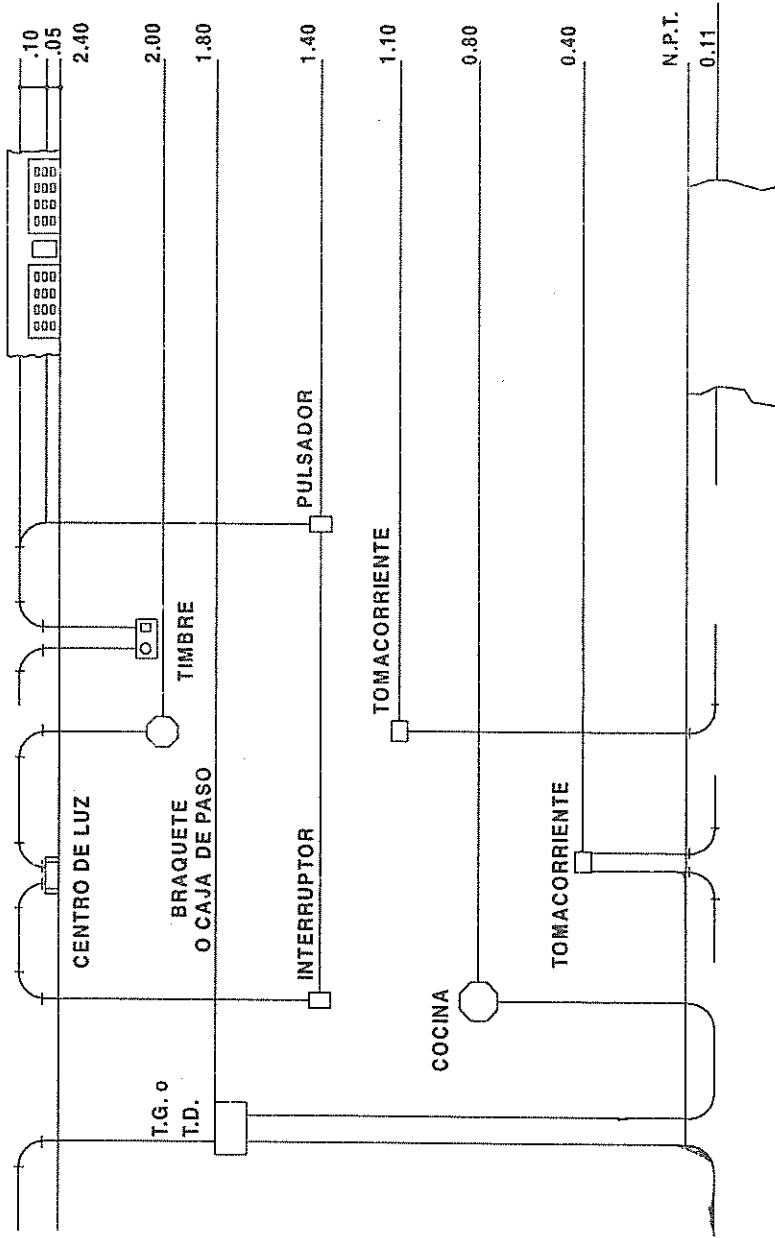 .10
.05
2.40
2.00
1.80
1.40
1.10
0.80
0.40
N.P.T.
0.11
CENTRO DE LUZ
TIMBRE
BRAQUETE
O CAJA DE PASO
T.G. o
T.D.
INTERRUPTOR
PULSADOR
TOMACORRIENTE
COCINA
TOMACORRIENTE